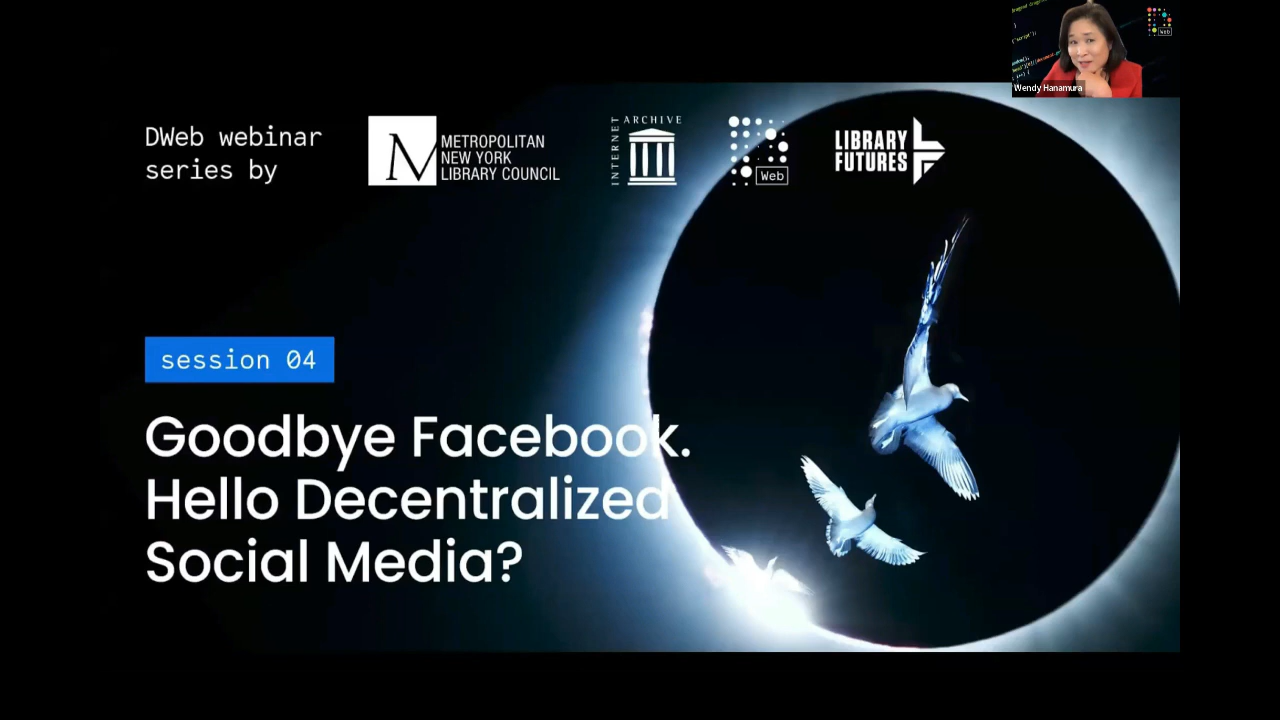 Wendy Hanamura
Web
DWeb webinar
series by
M
METROPOLITAN
NEW YORK
LIBRARY COUNCIL
INTERNET
ARCHIVE
Web
LIBRARY
FUTURES
session 04
Goodbye Facebook.
Hello Decentralized
Social Media?